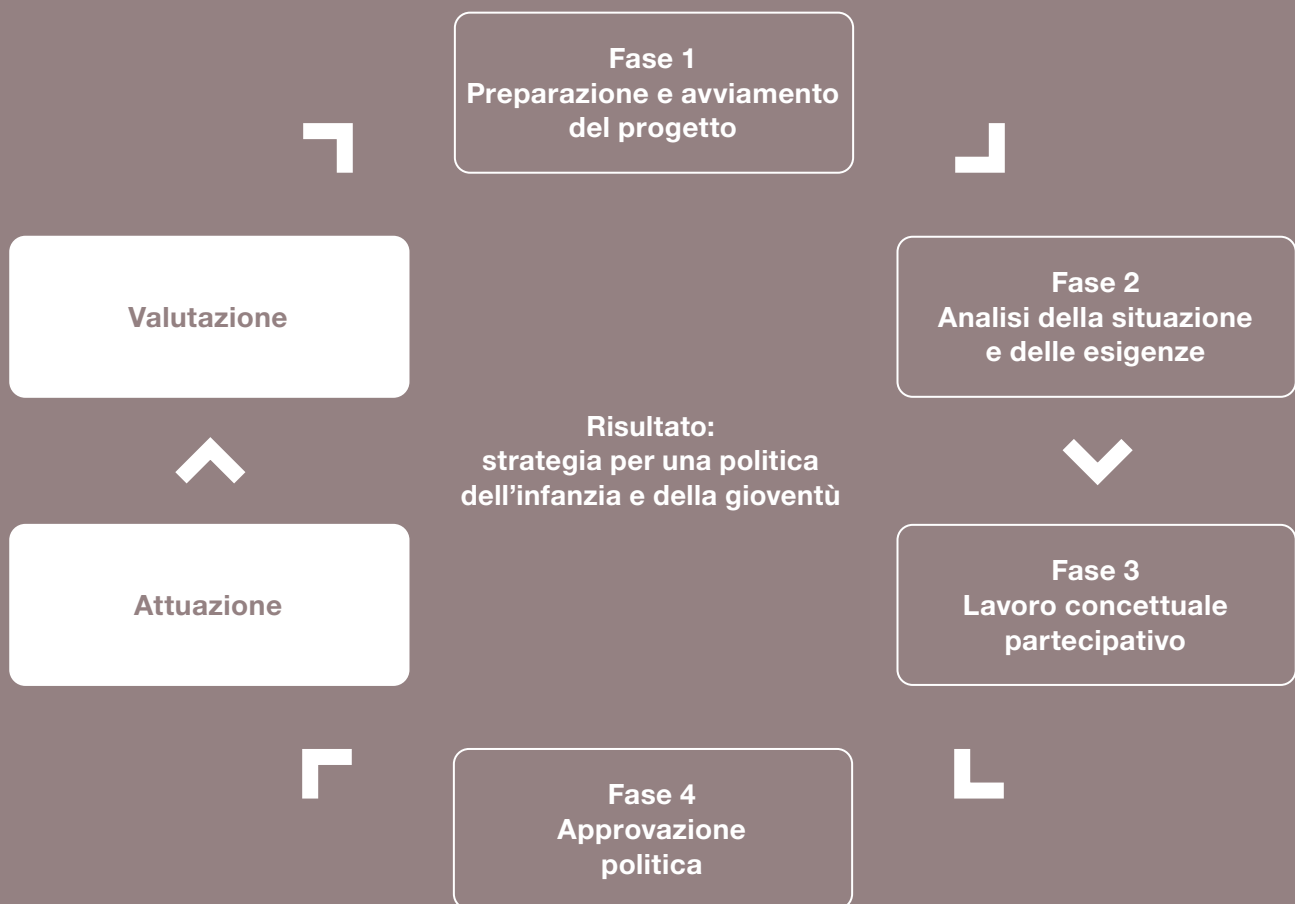 Fase 1
Preparazione e avviamento
del progetto
Valutazione
Fase 2
Analisi della situazione
e delle esigenze
Risultato:
strategia per una politica
dell’infanzia e della gioventù
Attuazione
Fase 3
Lavoro concettuale
partecipativo
Fase 4
Approvazione
politica